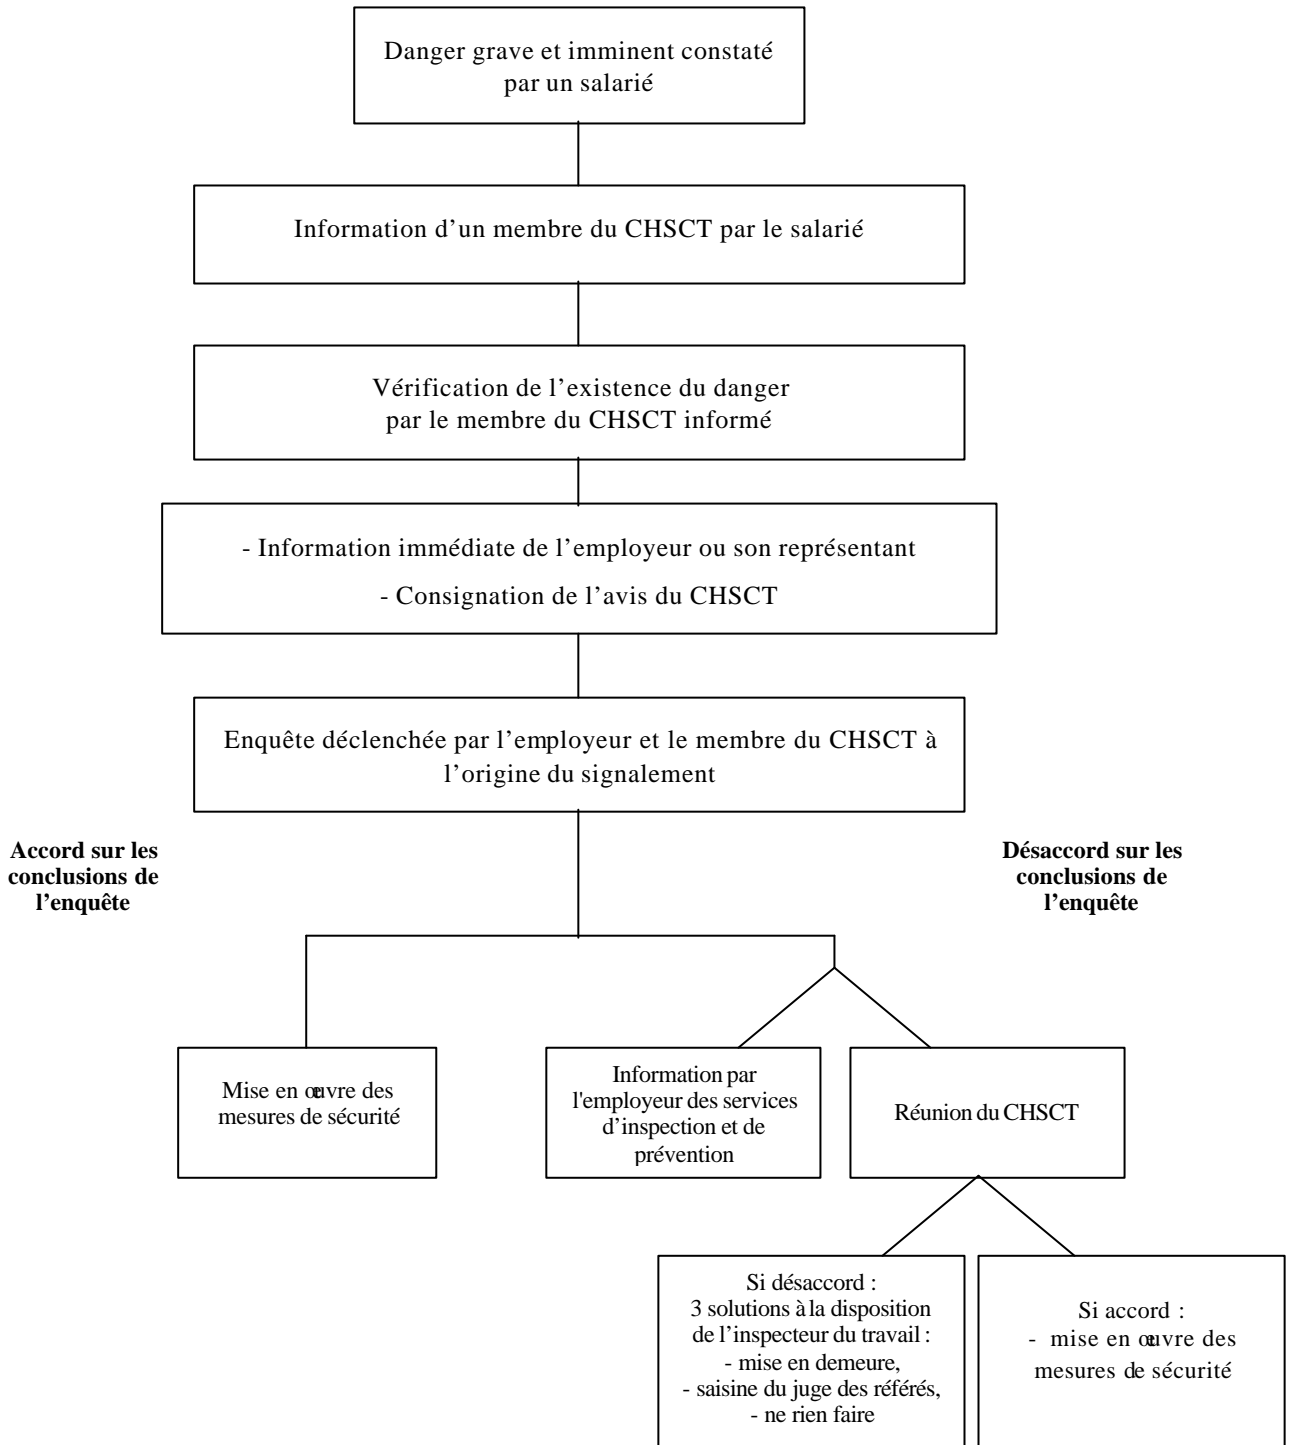 Danger grave et imminent constaté
par un salarié
Information d’un membre du CHSCT par le salarié
Vérification de l’existence du danger
par le membre du CHSCT informé
- Information immédiate de l’employeur ou son représentant
- Consignation de l’avis du CHSCT
Enquête déclenchée par l’employeur et le membre du CHSCT à
l’origine du signalement
Accord sur les
conclusions de
l’enquête
Désaccord sur les
conclusions de
l’enquête
Mise en œuvre des
mesures de sécurité
Information par
l'employeur des services
d’inspection et de
prévention
Réunion du CHSCT
Si désaccord :
3 solutions à la disposition
de l’inspecteur du travail :
- mise en demeure,
- saisine du juge des référés,
- ne rien faire
Si accord :
- mise en œuvre des
mesures de sécurité